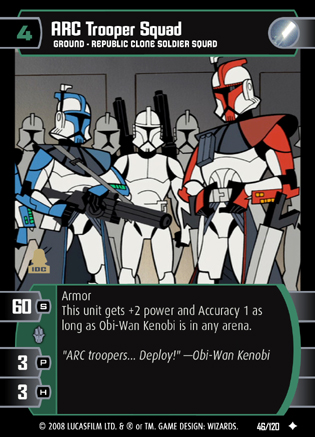 4
ARC Trooper Squad
GROUND - REPUBLIC CLONE SOLDIER SQUAD
IDC
60 S
Armor
This unit gets +2 power and Accuracy 1 as
long as Obi-Wan Kenobi is in any arena.
3 P
"ARC troopers... Deploy!" —Obi-Wan Kenobi
3 H
© 2008 LUCASFILM LTD. & ® or TM. GAME DESIGN: WIZARDS. 46/120